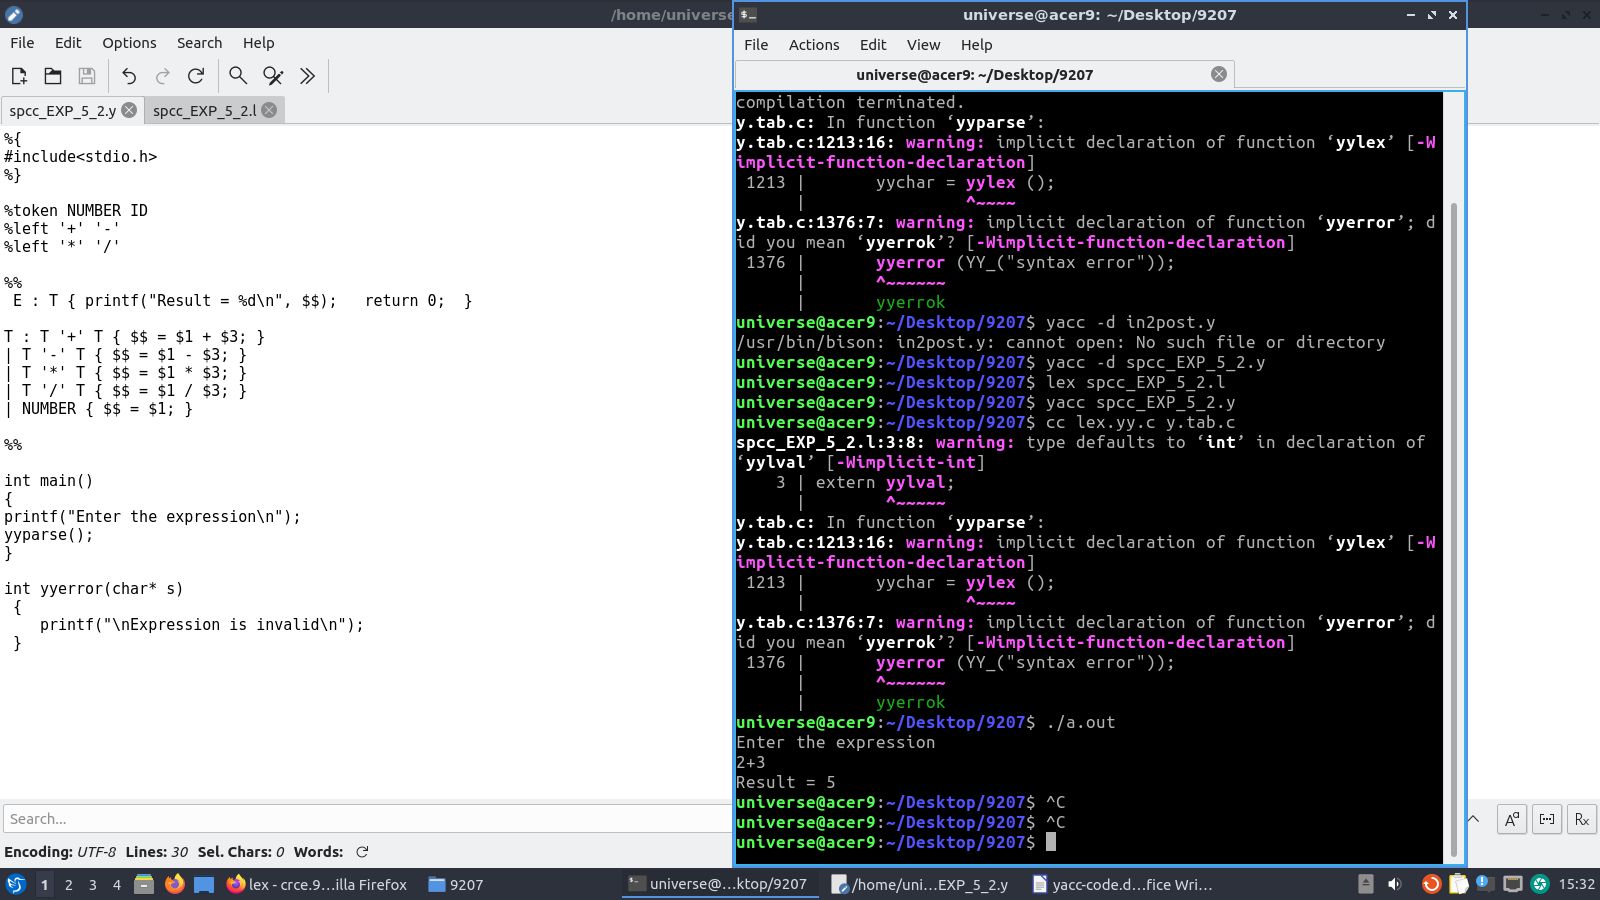 /home/universe
File Edit Options Search Help
spcc_EXP_5_2.y spcc_EXP_5_2.l
%{
#include<stdio.h>
%}
%token NUMBER ID
%left '+' '-'
%left '*' '/'
%%
E : T { printf("Result = %d\n", $$);   return 0;  }
T : T '+' T { $$ = $1 + $3; }
| T '-' T { $$ = $1 - $3; }
| T '*' T { $$ = $1 * $3; }
| T '/' T { $$ = $1 / $3; }
| NUMBER { $$ = $1; }
%%
int main()
{
printf("Enter the expression\n");
yyparse();
}
int yyerror(char* s)
{
printf("\nExpression is invalid\n");
}
Search...
Encoding: UTF-8 Lines: 30 Sel. Chars: 0 Words:
universe@acer9: ~/Desktop/9207
File Actions Edit View Help
universe@acer9: ~/Desktop/9207
compilation terminated.
y.tab.c: In function ‘yyparse’:
y.tab.c:1213:16: warning: implicit declaration of function ‘yylex’ [-W
implicit-function-declaration]
1213 |       yychar = yylex ();
|                ^~~~~
y.tab.c:1376:7: warning: implicit declaration of function ‘yyerror’; d
id you mean ‘yyerrok’? [-Wimplicit-function-declaration]
1376 |       yyerror (YY_("syntax error"));
|       ^~~~~~~
|       yyerrok
universe@acer9:~/Desktop/9207$ yacc -d in2post.y
/usr/bin/bison: in2post.y: cannot open: No such file or directory
universe@acer9:~/Desktop/9207$ yacc -d spcc_EXP_5_2.y
universe@acer9:~/Desktop/9207$ lex spcc_EXP_5_2.l
universe@acer9:~/Desktop/9207$ yacc spcc_EXP_5_2.y
universe@acer9:~/Desktop/9207$ cc lex.yy.c y.tab.c
spcc_EXP_5_2.l:3:8: warning: type defaults to ‘int’ in declaration of
‘yylval’ [-Wimplicit-int]
3 | extern yylval;
|        ^~~~~~
y.tab.c: In function ‘yyparse’:
y.tab.c:1213:16: warning: implicit declaration of function ‘yylex’ [-W
implicit-function-declaration]
1213 |       yychar = yylex ();
|                ^~~~~
y.tab.c:1376:7: warning: implicit declaration of function ‘yyerror’; d
id you mean ‘yyerrok’? [-Wimplicit-function-declaration]
1376 |       yyerror (YY_("syntax error"));
|       ^~~~~~~
|       yyerrok
universe@acer9:~/Desktop/9207$ ./a.out
Enter the expression
2+3
Result = 5
universe@acer9:~/Desktop/9207$ ^C
universe@acer9:~/Desktop/9207$ ^C
universe@acer9:~/Desktop/9207$
1 2 3 4 lex - crce.9...illa Firefox 9207 universe@...ktop/9207 /home/uni...EXP_5_2.y yacc-code.d...fice Wri... 15:32